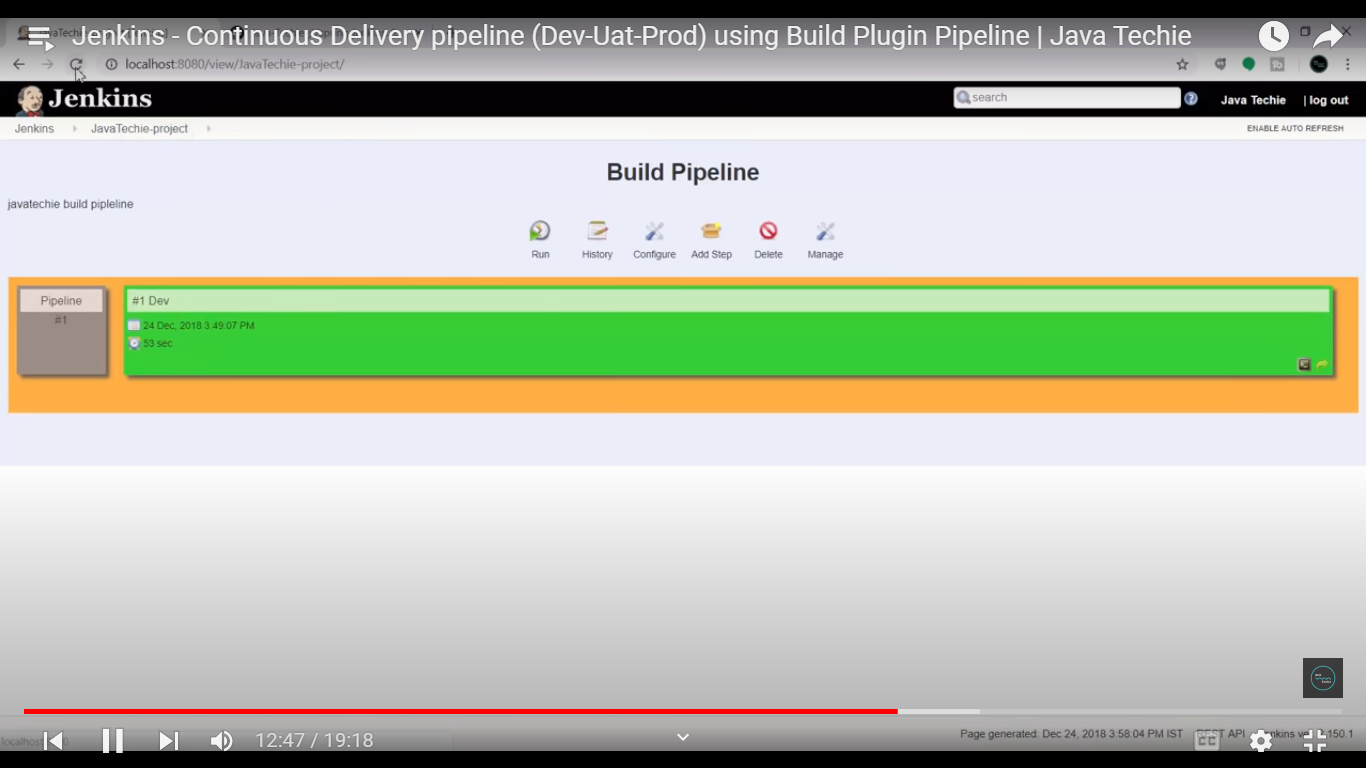 Jenkins - Continuous Delivery pipeline (Dev-Uat-Prod) using Build Plugin Pipeline | Java Techie
localhost:8080/view/JavaTechie-project/
Jenkins
search
Java Techie | log out
Jenkins JavaTechie-project
ENABLE AUTO REFRESH
Build Pipeline
javatechie build pipleline
Run History Configure Add Step Delete Manage
Pipeline
#1
#1 Dev
24 Dec, 2018 3:49:07 PM
53 sec
12:47 / 19:18
Page generated: Dec 24, 2018 3:58:04 PM IST
CC